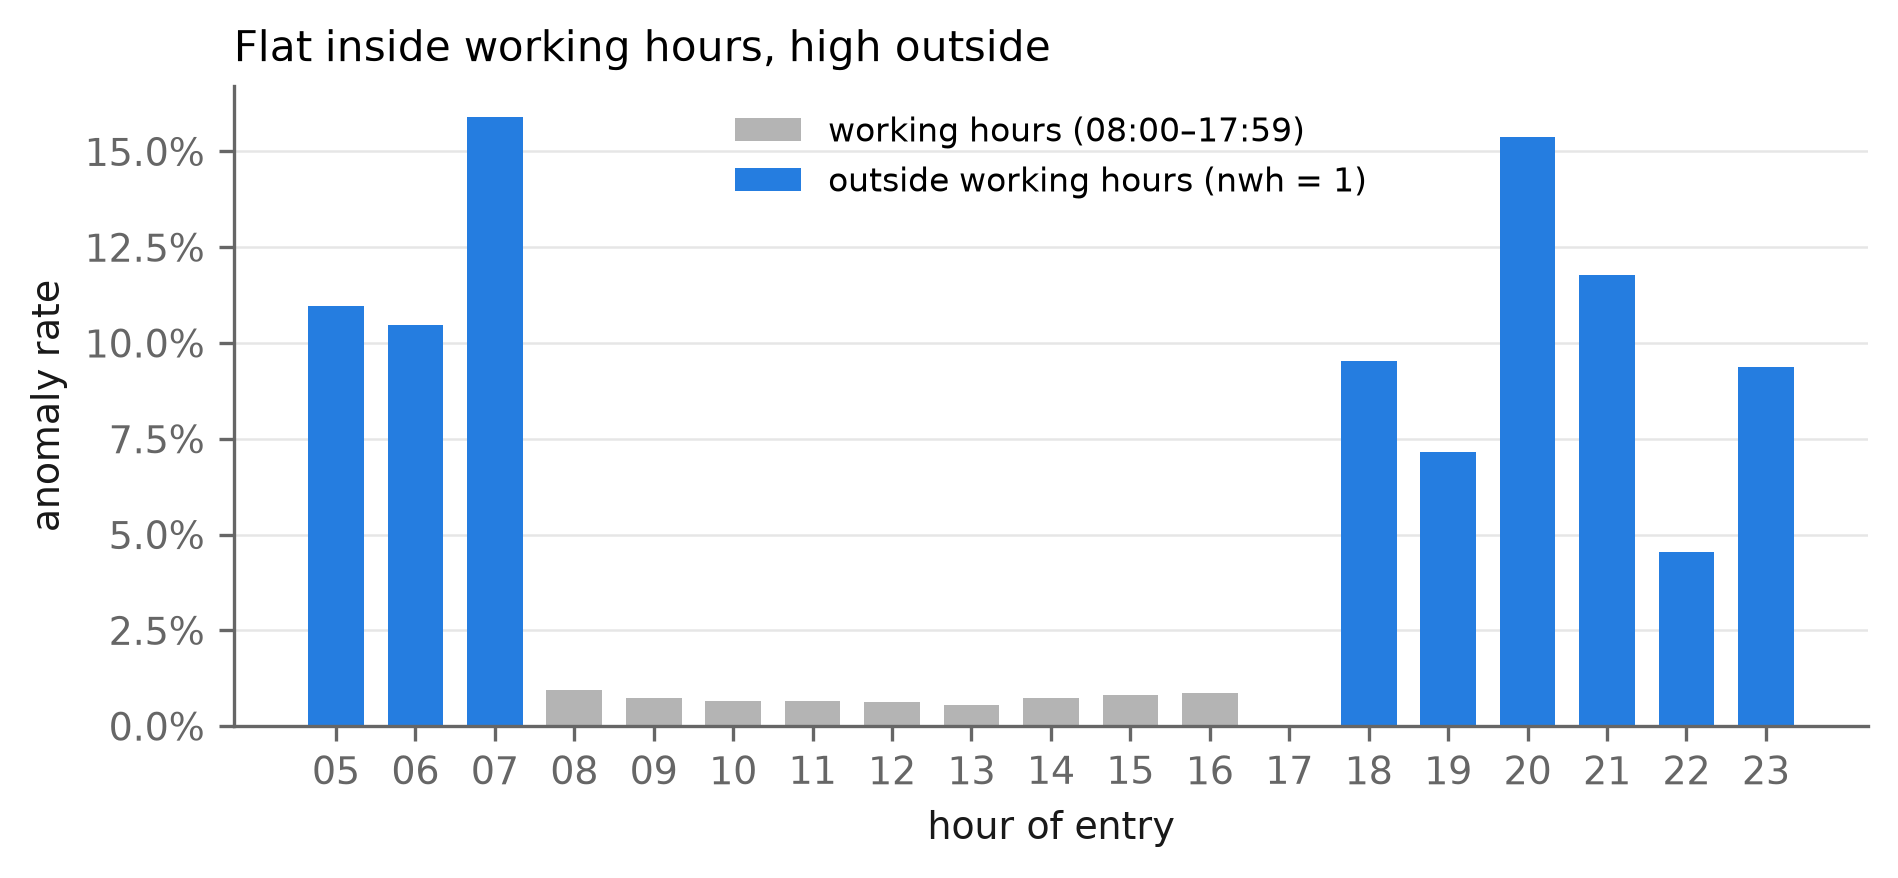 Flat inside working hours, high outside
working hours (08:00–17:59)
outside working hours (nwh = 1)
15.0%
12.5%
10.0%
7.5%
5.0%
2.5%
0.0%
anomaly rate
05 06 07 08 09 10 11 12 13 14 15 16 17 18 19 20 21 22 23
hour of entry